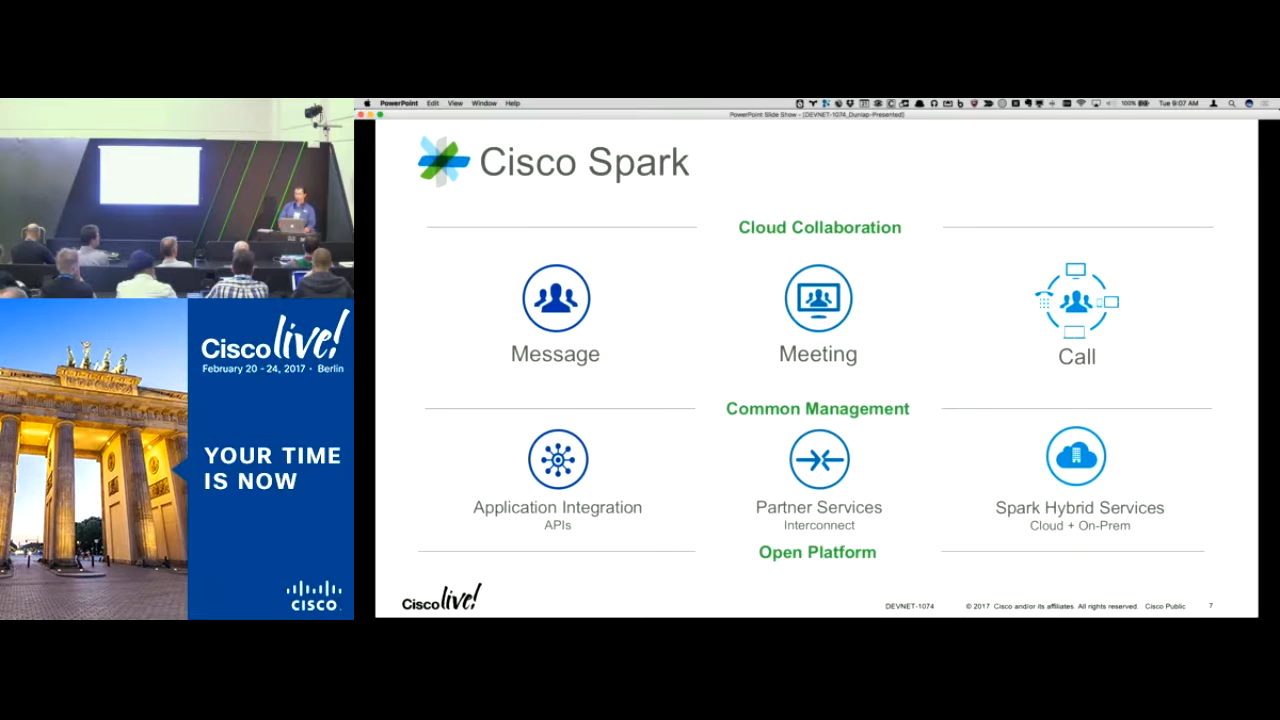 PowerPoint Edit View Window Help
100% Tue 9:07 AM
PowerPoint Slide Show - [DEVNET-1074_Dunlap-Presented]
Cisco Spark
Cloud Collaboration
Message Meeting Call
Common Management
Application Integration Partner Services Spark Hybrid Services
APIs Interconnect Cloud + On-Prem
Open Platform
Cisco live!
DEVNET-1074 © 2017 Cisco and/or its affiliates. All rights reserved. Cisco Public 7
Cisco live!
February 20 - 24, 2017 • Berlin
YOUR TIME
IS NOW
CISCO.